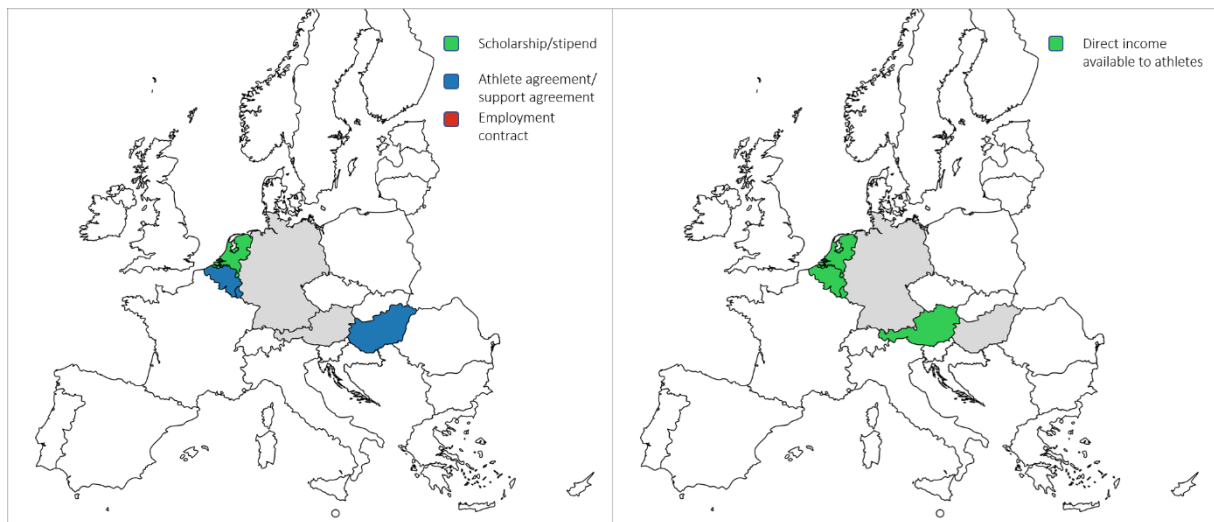 Scholarship/stipend
Athlete agreement/
support agreement
Employment
contract
Direct income
available to athletes